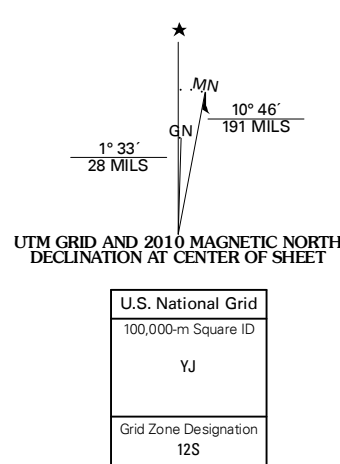 ★
MN
10° 46´
191 MILS
GN
1° 33´
28 MILS
UTM GRID AND 2010 MAGNETIC NORTH
DECLINATION AT CENTER OF SHEET
U.S. National Grid
100,000-m Square ID
YJ
Grid Zone Designation
12S